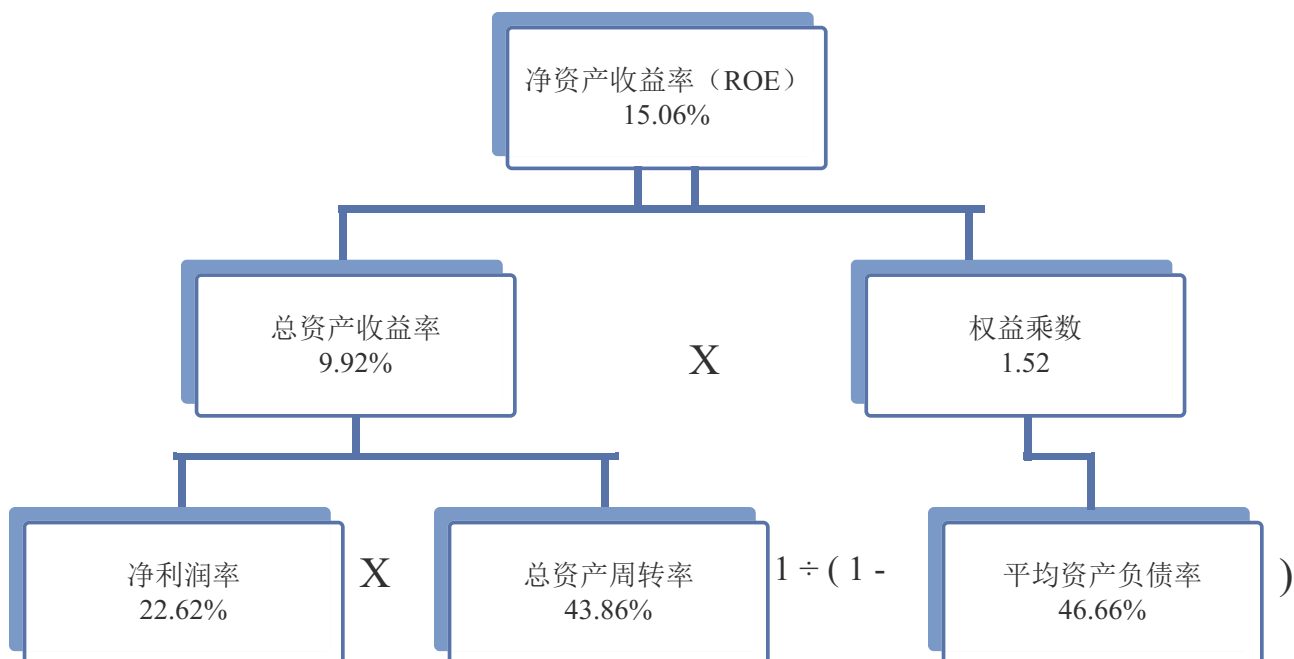 净资产收益率（ROE）
15.06%
总资产收益率
9.92%
X
权益乘数
1.52
净利润率
22.62%
X
总资产周转率
43.86%
1 ÷ ( 1 -
平均资产负债率
46.66%
)